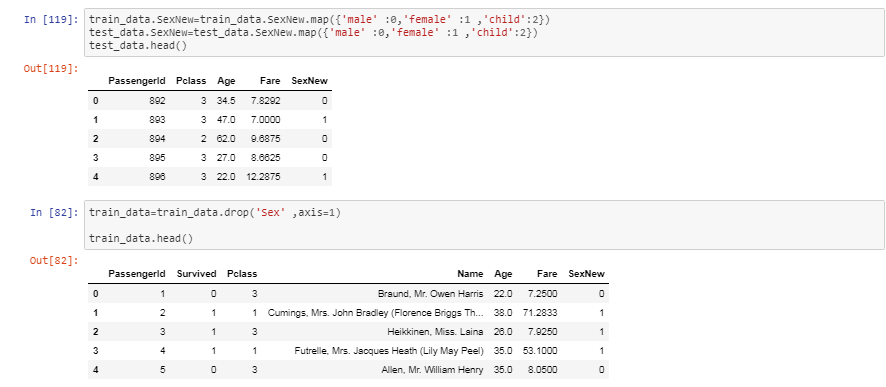 In [119]: train_data.SexNew=train_data.SexNew.map({'male' :0,'female' :1 ,'child':2})
test_data.SexNew=test_data.SexNew.map({'male' :0,'female' :1 ,'child':2})
test_data.head()
Out[119]:
PassengerId Pclass Age Fare SexNew
0 892 3 34.5 7.8292 0
1 893 3 47.0 7.0000 1
2 894 2 62.0 9.6875 0
3 895 3 27.0 8.6625 0
4 896 3 22.0 12.2875 1
In [82]: train_data=train_data.drop('Sex' ,axis=1)
train_data.head()
Out[82]:
PassengerId Survived Pclass Name Age Fare SexNew
0 1 0 3 Braund, Mr. Owen Harris 22.0 7.2500 0
1 2 1 1 Cumings, Mrs. John Bradley (Florence Briggs Th... 38.0 71.2833 1
2 3 1 3 Heikkinen, Miss. Laina 26.0 7.9250 1
3 4 1 1 Futrelle, Mrs. Jacques Heath (Lily May Peel) 35.0 53.1000 1
4 5 0 3 Allen, Mr. William Henry 35.0 8.0500 0